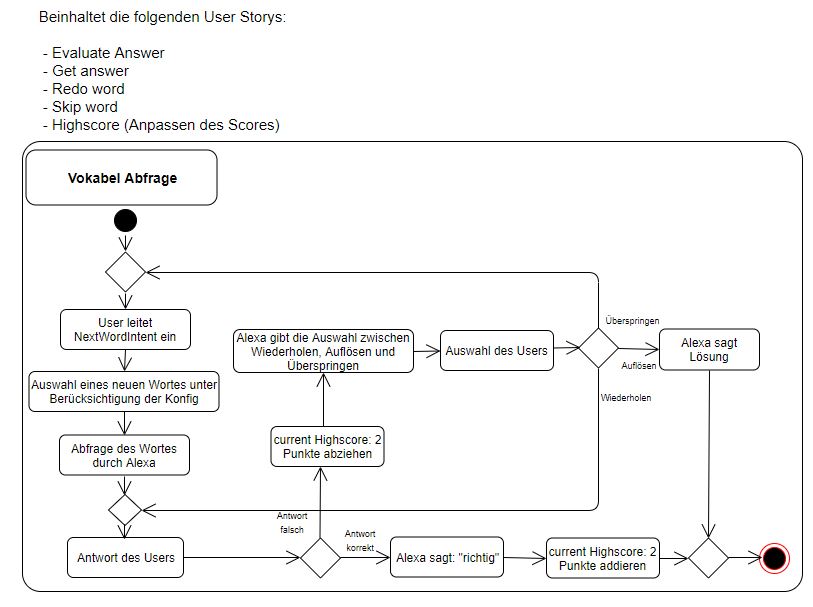 Beinhaltet die folgenden User Storys:
- Evaluate Answer
- Get answer
- Redo word
- Skip word
- Highscore (Anpassen des Scores)
Vokabel Abfrage
User leitet
NextWordIntent ein
Auswahl eines neuen Wortes unter
Berücksichtigung der Konfig
Abfrage des Wortes
durch Alexa
Antwort des Users
Antwort
falsch
current Highscore: 2
Punkte abziehen
Alexa gibt die Auswahl zwischen
Wiederholen, Auflösen und
Überspringen
Auswahl des Users
Überspringen
Auflösen
Wiederholen
Alexa sagt
Lösung
Antwort
korrekt
Alexa sagt: "richtig"
current Highscore: 2
Punkte addieren